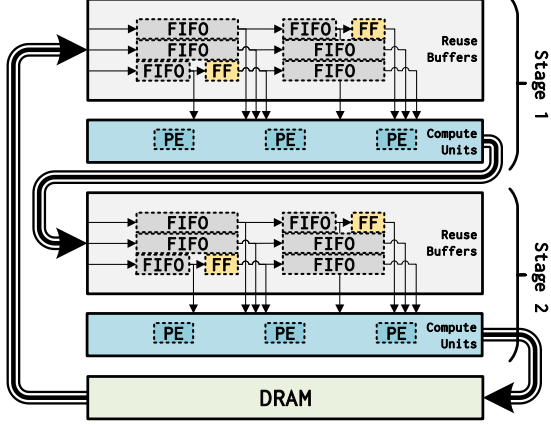 FIFO FIFO FF Reuse
FIFO FIFO Buffers
FIFO FF FIFO
Stage 1
PE PE PE Compute
Units
FIFO FIFO FF Reuse
FIFO FIFO Buffers
FIFO FF FIFO
Stage 2
PE PE PE Compute
Units
DRAM